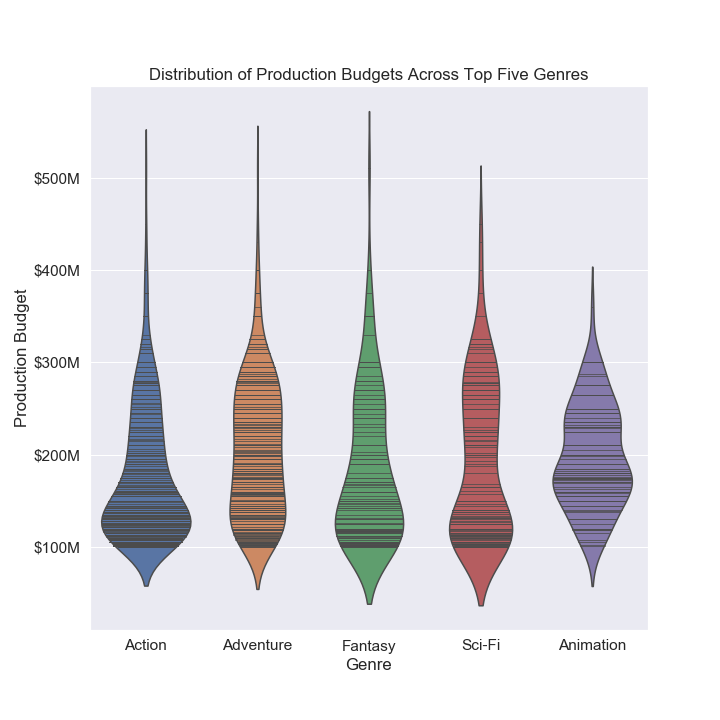 Distribution of Production Budgets Across Top Five Genres
$500M
$400M
$300M
$200M
$100M
Production Budget
Action Adventure Fantasy Sci-Fi Animation
Genre